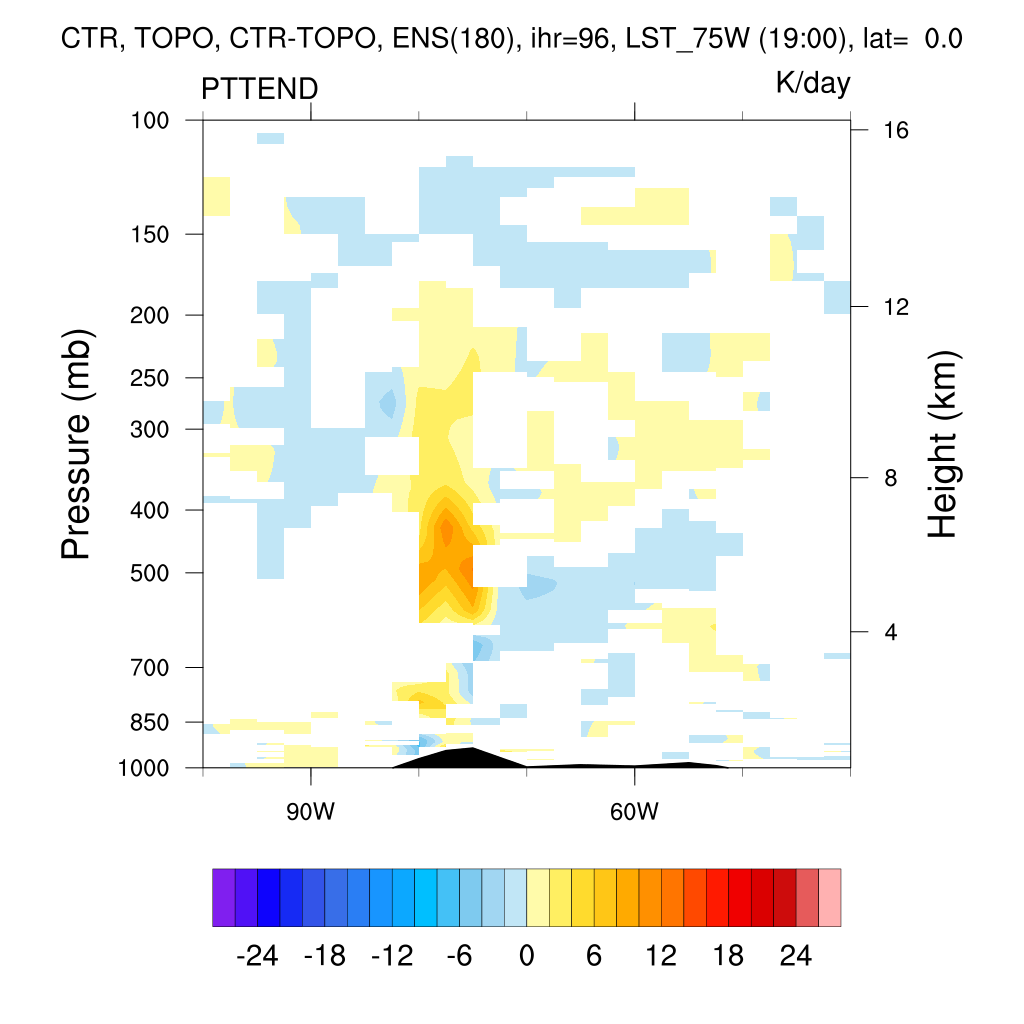 CTR, TOPO, CTR-TOPO, ENS(180), ihr=96, LST_75W (19:00), lat= 0.0
PTTEND K/day
100
150
200
250
300
400
500
700
850
1000
Pressure (mb)
16
12
8
4
Height (km)
90W 60W
-24 -18 -12 -6 0 6 12 18 24